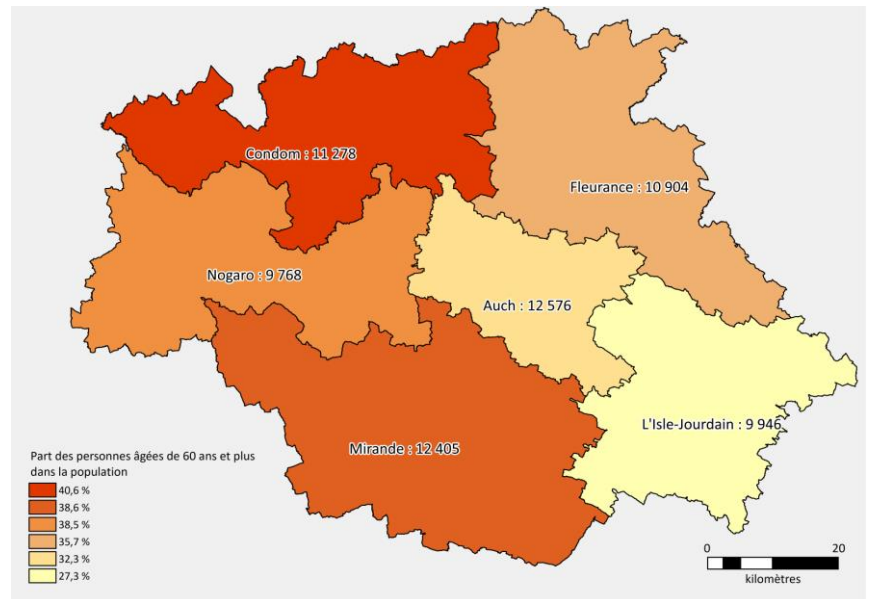 Condom : 11 278
Fleurance : 10 904
Nogaro : 9 768
Auch : 12 576
L'Isle-Jourdain : 9 946
Mirande : 12 405
Part des personnes âgées de 60 ans et plus
dans la population
40,6 %
38,6 %
38,5 %
35,7 %
32,3 %
27,3 %
0 20
kilomètres